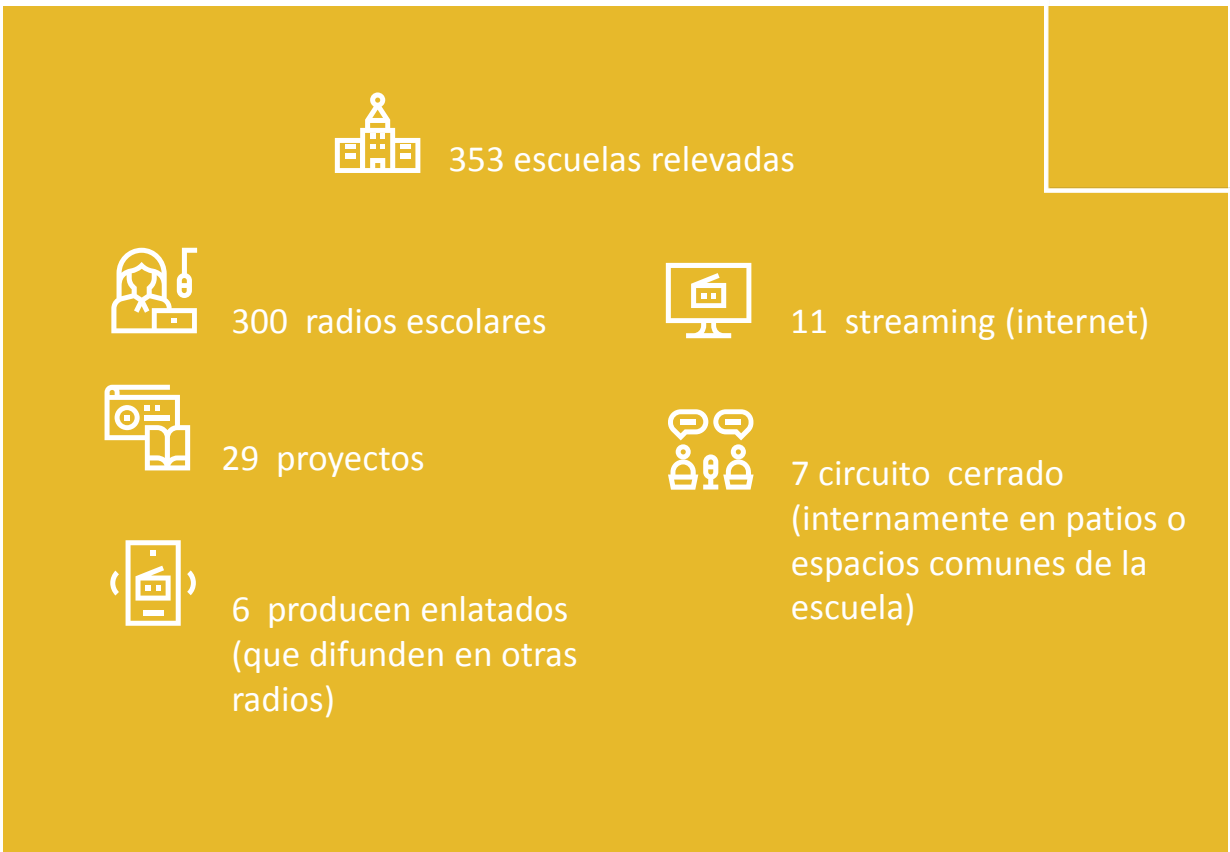 353 escuelas relevadas
300 radios escolares
29 proyectos
6 producen enlatados
(que difunden en otras
radios)
11 streaming (internet)
7 circuito cerrado
(internamente en patios o
espacios comunes de la
escuela)